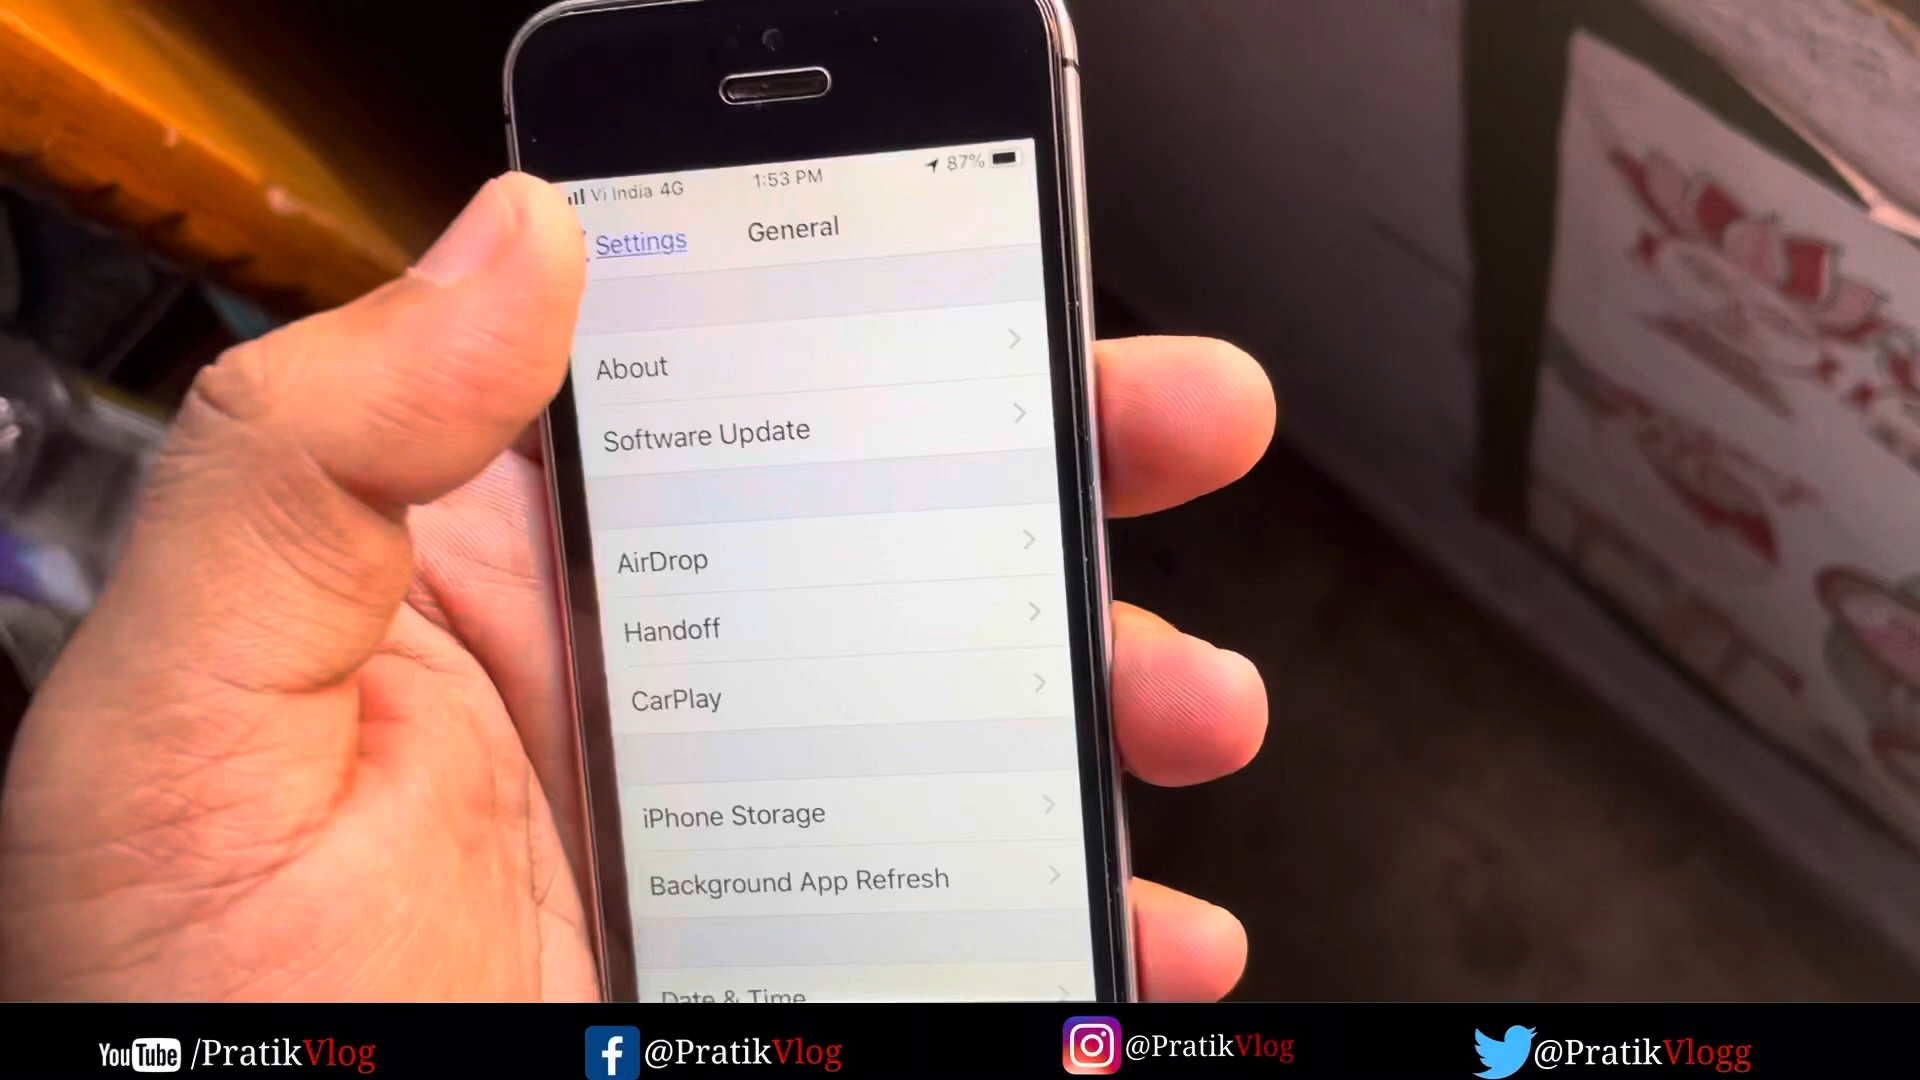 Vi India 4G 1:53 PM 87%
Settings General
About
Software Update
AirDrop
Handoff
CarPlay
iPhone Storage
Background App Refresh
Date & Time
YouTube /PratikVlog @PratikVlog @PratikVlog @PratikVlogg